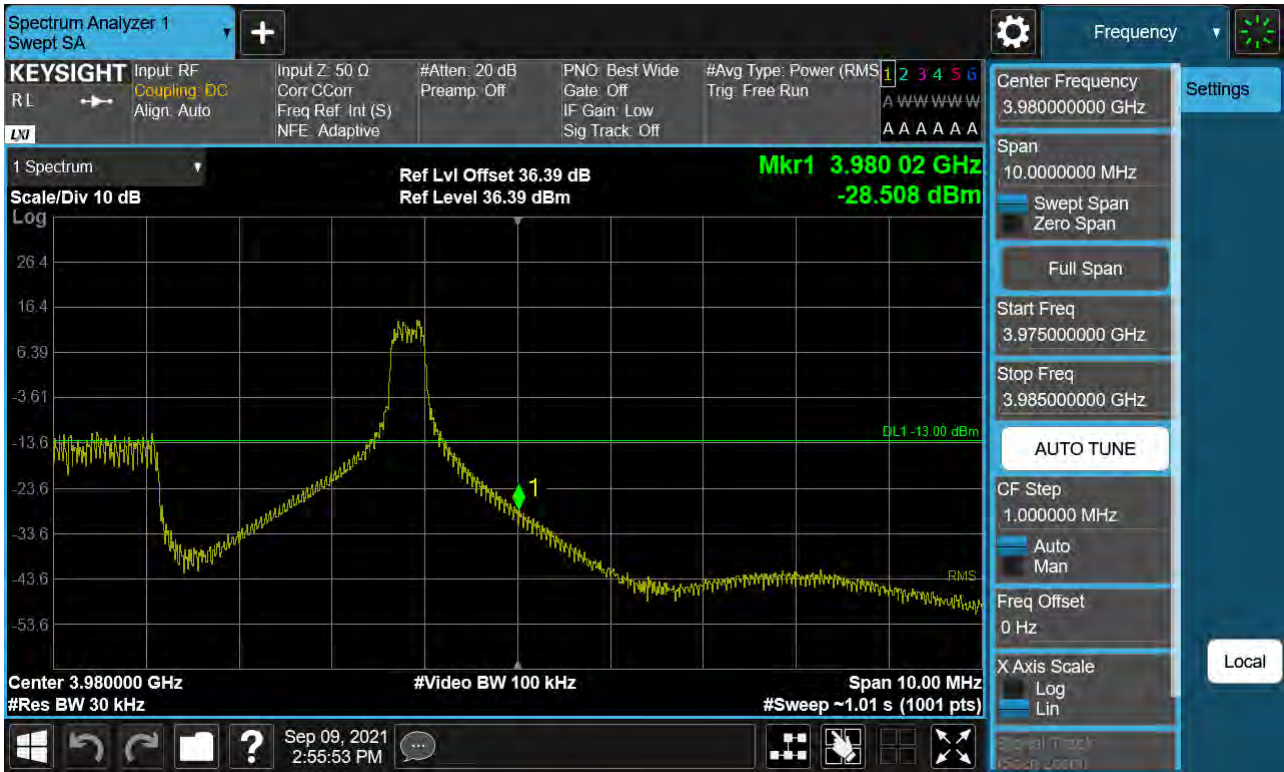 Spectrum Analyzer 1
Swept SA
+
Frequency
KEYSIGHT
RL
LXI
Input: RF
Coupling: DC
Align: Auto
Input Z: 50 Ω
Corr CCorr
Freq Ref: Int (S)
NFE: Adaptive
#Atten: 20 dB
Preamp: Off
PNO: Best Wide
Gate: Off
IF Gain: Low
Sig Track: Off
#Avg Type: Power (RMS
Trig: Free Run
1 2 3 4 5 6
A W W W W W
A A A A A A
1 Spectrum
Scale/Div 10 dB
Log
Ref Lvl Offset 36.39 dB
Ref Level 36.39 dBm
Mkr1 3.980 02 GHz
-28.508 dBm
26.4
16.4
6.39
-3.61
-13.6
-23.6
-33.6
-43.6
-53.6
DL1 -13.00 dBm
1
RMS
Center 3.980000 GHz
#Res BW 30 kHz
#Video BW 100 kHz
Span 10.00 MHz
#Sweep ~1.01 s (1001 pts)
Center Frequency
3.980000000 GHz
Settings
Span
10.0000000 MHz
Swept Span
Zero Span
Full Span
Start Freq
3.975000000 GHz
Stop Freq
3.985000000 GHz
AUTO TUNE
CF Step
1.000000 MHz
Auto
Man
Freq Offset
0 Hz
X Axis Scale
Log
Lin
Local
Signal Track
(Span Zoom)
?
Sep 09, 2021
2:55:53 PM